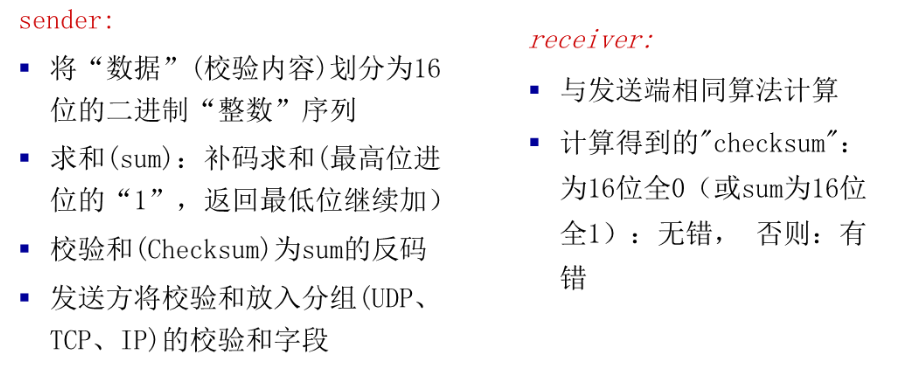 sender:
▪ 将“数据”(校验内容)划分为16
位的二进制“整数”序列
▪ 求和(sum)：补码求和(最高位进
位的“1”，返回最低位继续加)
▪ 校验和(Checksum)为sum的反码
▪ 发送方将校验和放入分组(UDP、
TCP、IP)的校验和字段
receiver:
▪ 与发送端相同算法计算
▪ 计算得到的"checksum"：
为16位全0（或sum为16位
全1）：无错， 否则：有
错